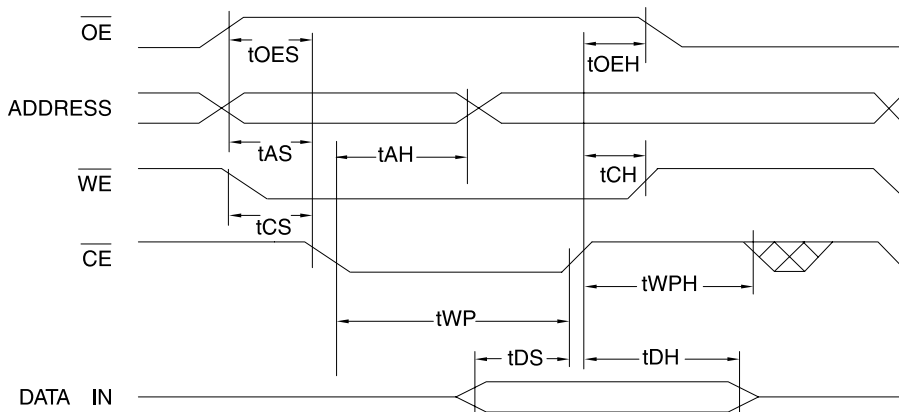 OE
tOES
tOEH
ADDRESS
tAS
tAH
WE
tCH
tCS
CE
tWPH
tWP
tDS
tDH
DATA IN